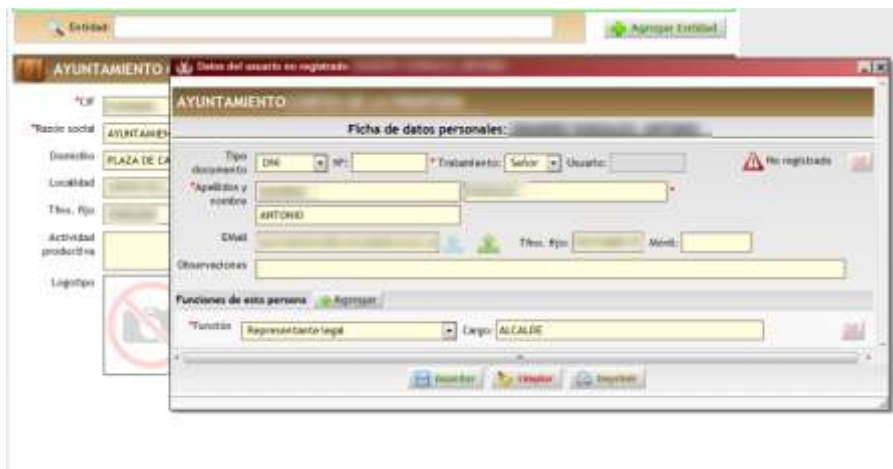 Entidad:
Agregar Entidad
AYUNTAMIENTO
Datos del usuario no registrado
AYUNTAMIENTO
Ficha de datos personales:
*CIF
*Razón social
AYUNTAMIEN
Domicilio
PLAZA DE CA
Localidad
Tfno. fijo
Actividad productiva
Logotipo
Tipo documento
DNI
Nº:
*Tratamiento:
Señor
Usuario:
No registrado
*Apellidos y nombre
*
ANTONIO
EMail
Tfno. fijo:
Movil:
Observaciones
Funciones de esta persona
Agregar
*Función
Representante legal
Cargo:
ALCALDE
Guardar
Limpiar
Imprimir